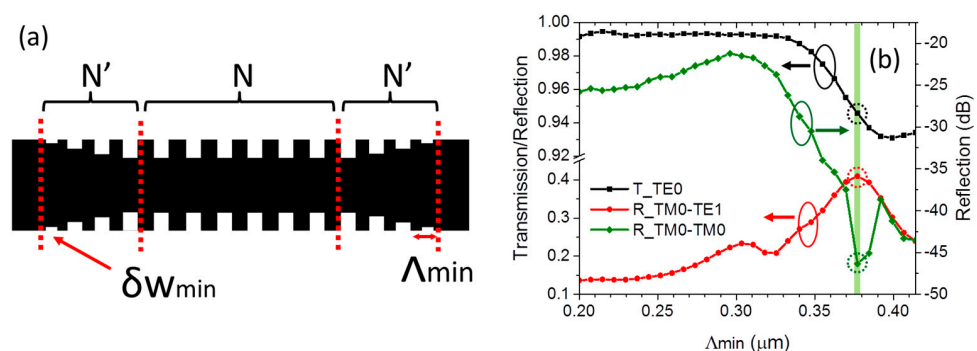 (a)
N’
N
N’
δwmin
Λmin
(b)
Transmission/Reflection
1.00
0.98
0.96
0.94
0.92
0.4
0.3
0.2
0.1
T_TE0
R_TM0-TE1
R_TM0-TM0
-20
-25
-30
-35
-40
-45
-50
Reflection (dB)
0.20
0.25
0.30
0.35
0.40
Λmin (μm)